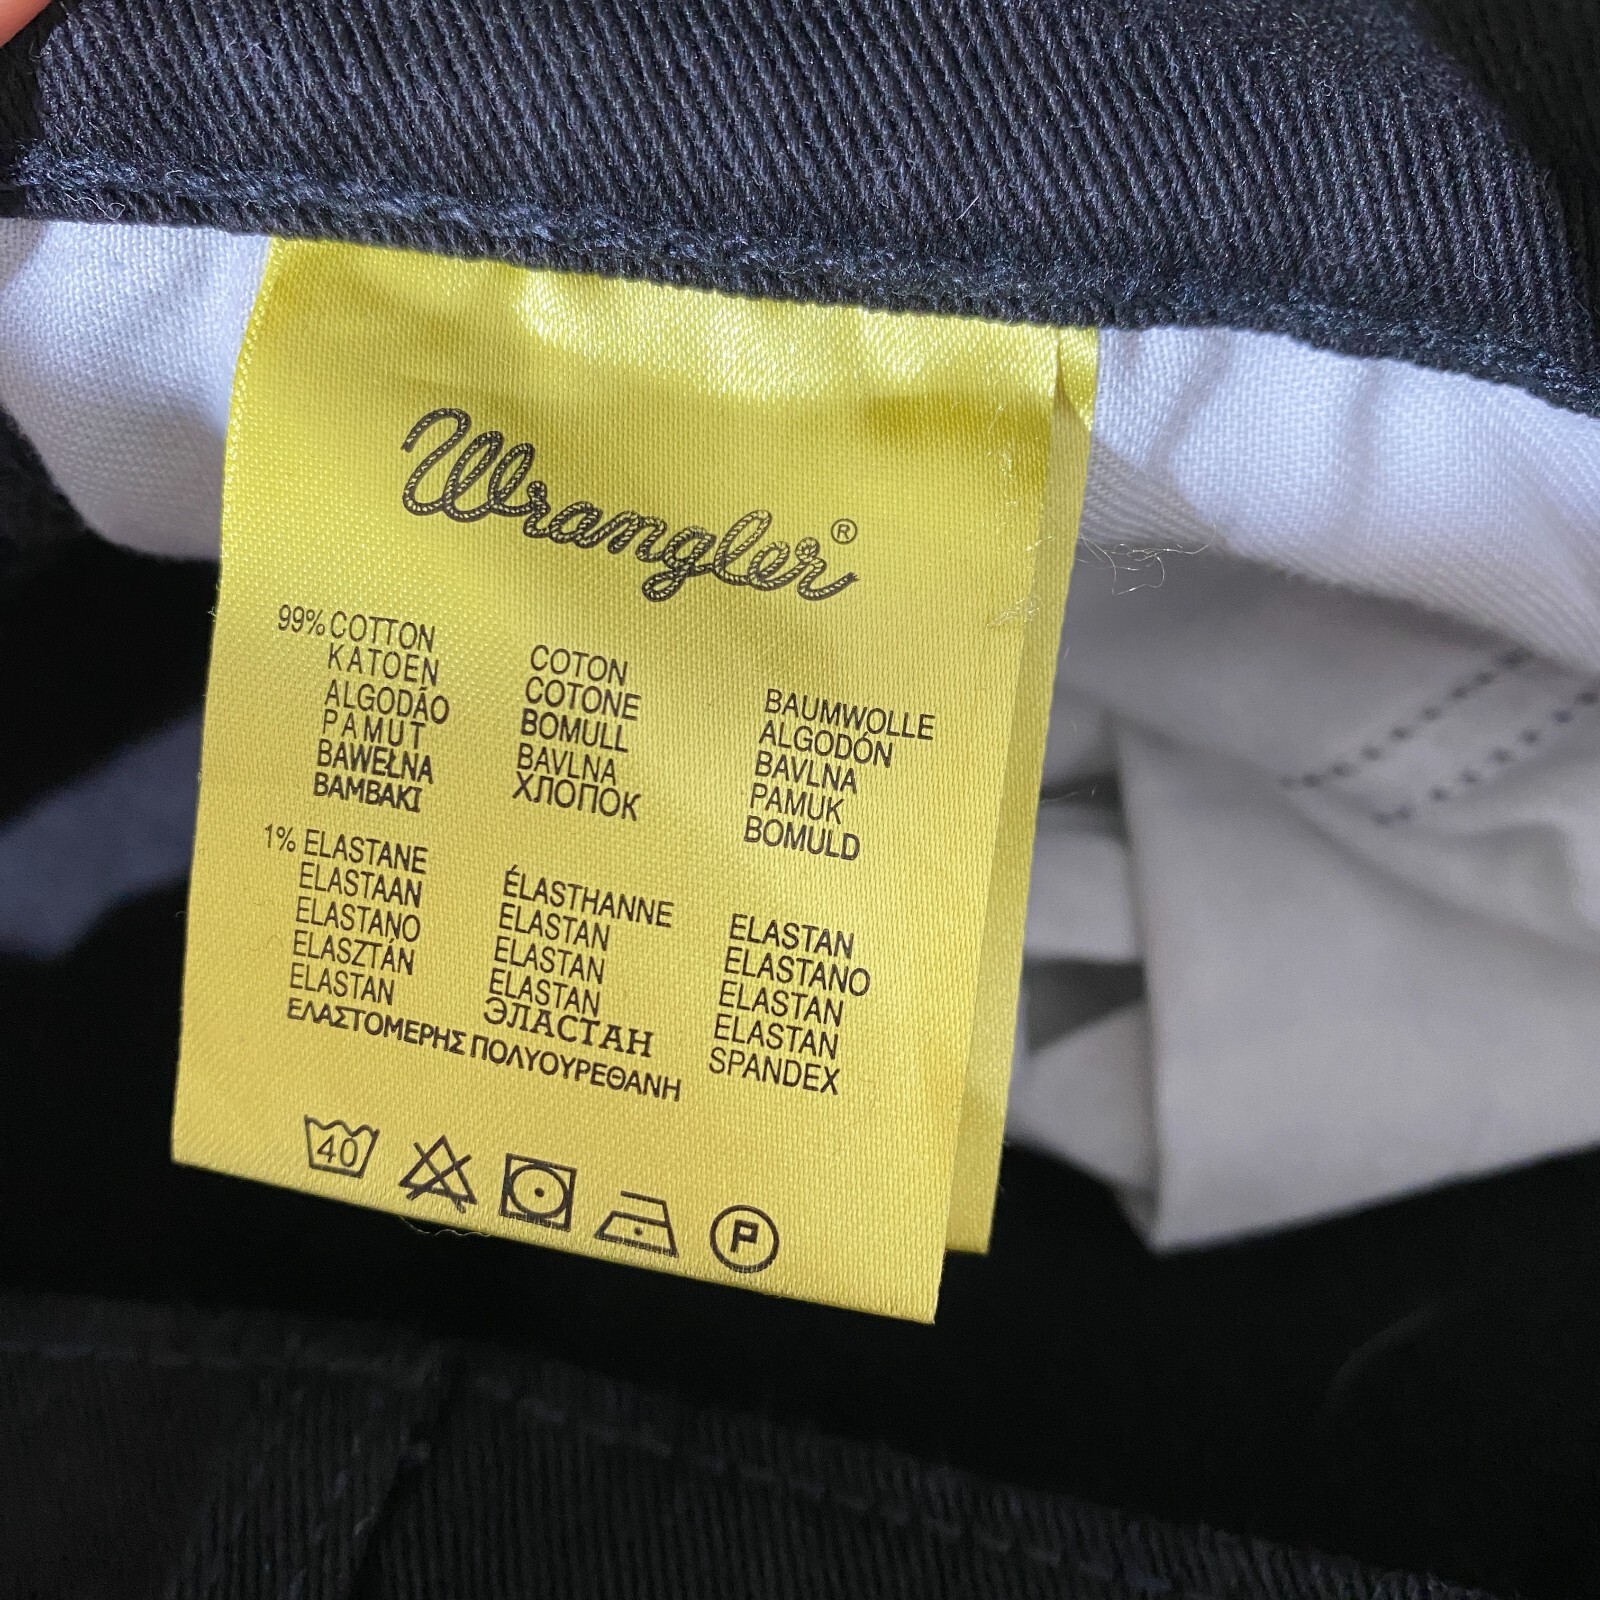 Wrangler®
99% COTTON
KATOEN
ALGODÃO
PAMUT
BAWEŁNA
BAMBAKI
COTON
COTONE
BOMULL
BAVLNA
ХЛОПОК
BAUMWOLLE
ALGODÓN
BAVLNA
PAMUK
BOMULD
1% ELASTANE
ELASTAAN
ELASTANO
ELASZTÁN
ELASTAN
ΕΛΑΣΤΟΜΕΡΗΣ ΠΟΛΥΟΥΡΕΘΑΝΗ
ÉLASTHANNE
ELASTAN
ELASTAN
ELASTAN
ЭЛАСТАН
ELASTAN
ELASTANO
ELASTAN
ELASTAN
SPANDEX
40
P